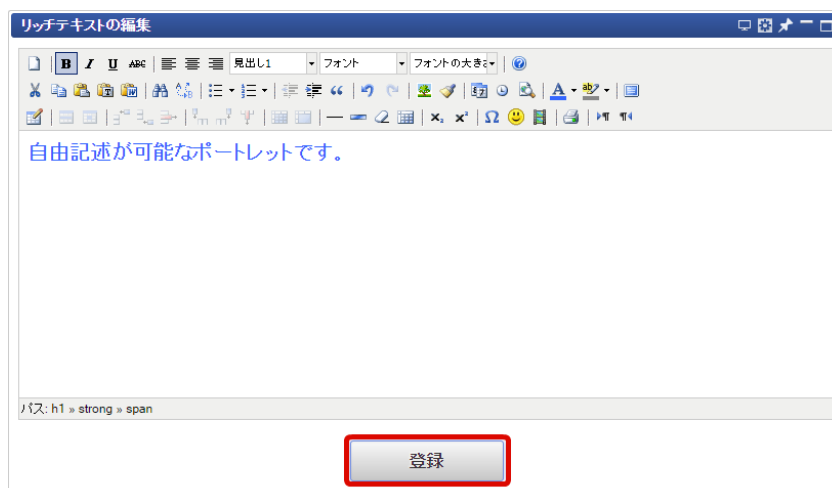 リッチテキストの編集
B I U ABC 見出し1 フォント フォントの大きさ
自由記述が可能なポートレットです。
パス: h1 » strong » span
登録